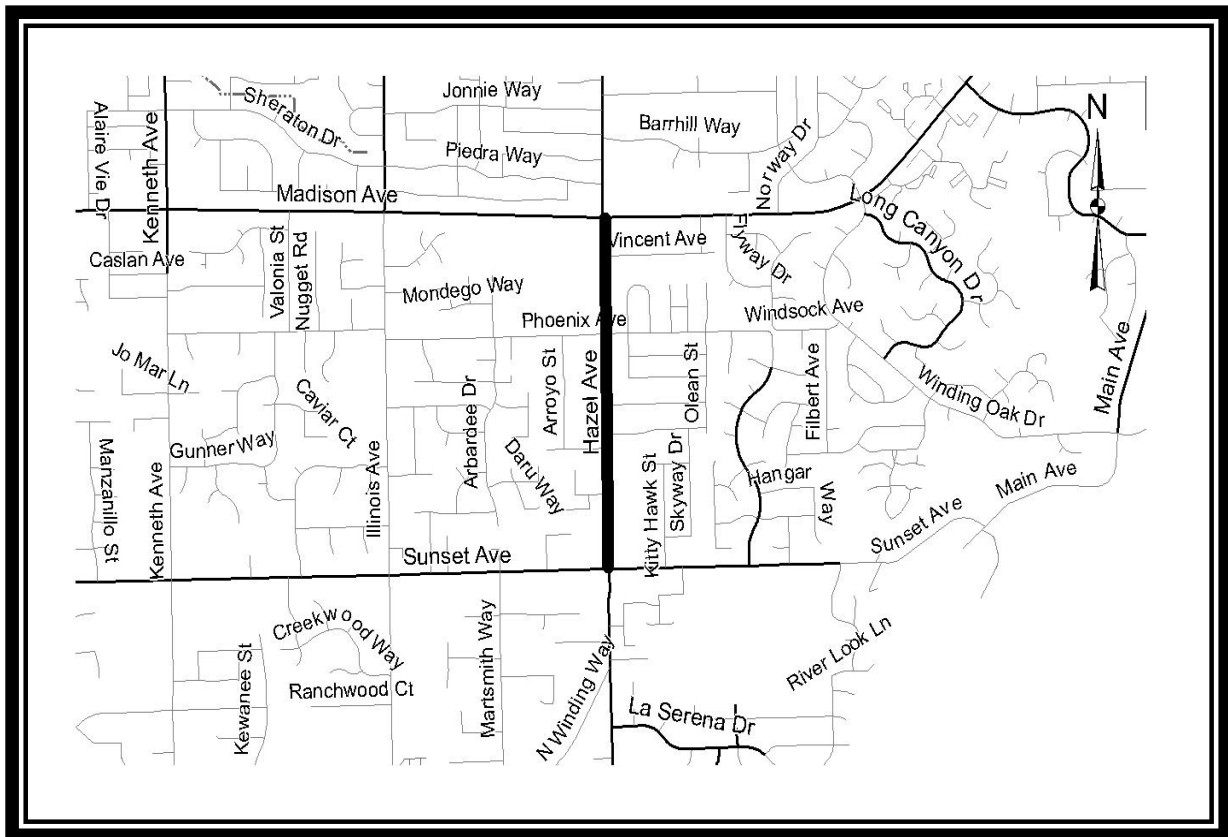 Jonnie Way
Sheraton Dr
N
Alaire Vie Dr
Kenneth Ave
Barrhill Way
Norway Dr
Piedra Way
Madison Ave
Long Canyon Dr
Vincent Ave
Flyway Dr
Caslan Ave
Valonia St
Nugget Rd
Mondego Way
Windsock Ave
Phoenix Ave
Jo Mar Ln
Caviar Ct
Arbardee Dr
Arroyo St
Hazel Ave
Olean St
Filbert Ave
Winding Oak Dr
Main Ave
Gunner Way
Manzanillo St
Kenneth Ave
Illinois Ave
Daru Way
Kitty Hawk St
Skyway Dr
Hangar
Way
Main Ave
Sunset Ave
Sunset Ave
Creekwood Way
Kewanee St
Ranchwood Ct
Martsmith Way
N Winding Way
River Look Ln
La Serena Dr